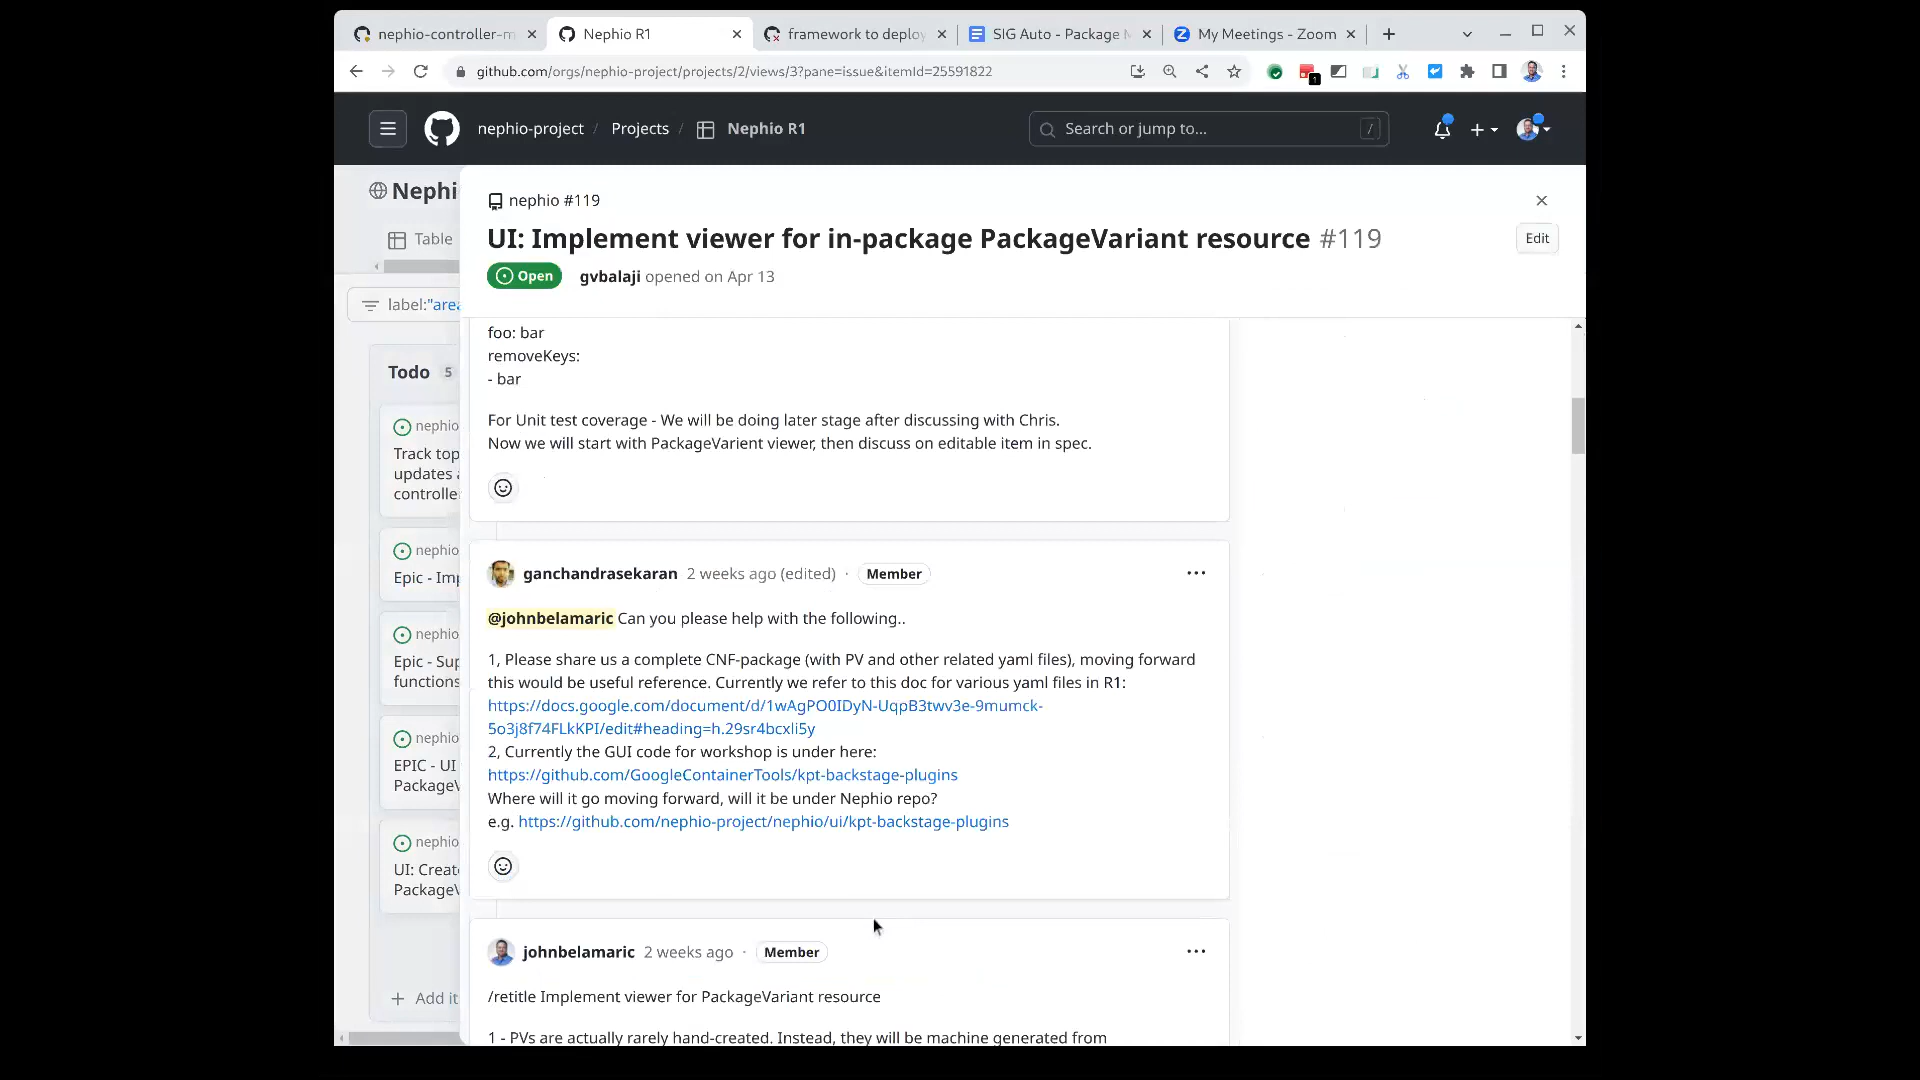 nephio-controller-m
Nephio R1
framework to deploy
SIG Auto - Package M
My Meetings - Zoom
github.com/orgs/nephio-project/projects/2/views/3?pane=issue&itemId=25591822
1
nephio-project / Projects / Nephio R1
Search or jump to...
/
Nephi
Table
label:"area
Todo 5
nephio
Track top
updates a
controlle
nephio
Epic - Imp
nephio
Epic - Sup
functions
nephio
EPIC - UI
PackageV
nephio
UI: Create
PackageV
Add it
nephio #119
UI: Implement viewer for in-package PackageVariant resource #119
Edit
Open
gvbalaji opened on Apr 13
foo: bar
removeKeys:
- bar
For Unit test coverage - We will be doing later stage after discussing with Chris.
Now we will start with PackageVarient viewer, then discuss on editable item in spec.
ganchandrasekaran 2 weeks ago (edited) · Member
@johnbelamaric Can you please help with the following..
1, Please share us a complete CNF-package (with PV and other related yaml files), moving forward
this would be useful reference. Currently we refer to this doc for various yaml files in R1:
https://docs.google.com/document/d/1wAgPO0IDyN-UqpB3twv3e-9mumck-
5o3j8f74FLkKPI/edit#heading=h.29sr4bcxli5y
2, Currently the GUI code for workshop is under here:
https://github.com/GoogleContainerTools/kpt-backstage-plugins
Where will it go moving forward, will it be under Nephio repo?
e.g. https://github.com/nephio-project/nephio/ui/kpt-backstage-plugins
johnbelamaric 2 weeks ago · Member
/retitle Implement viewer for PackageVariant resource
1 - PVs are actually rarely hand-created. Instead, they will be machine generated from